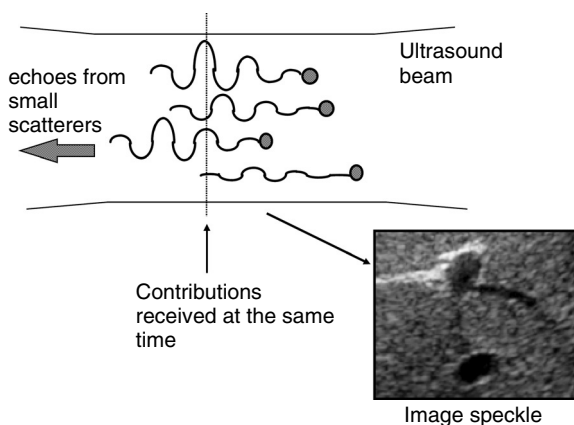 Ultrasound
beam
echoes from
small
scatterers
Contributions
received at the same
time
Image speckle